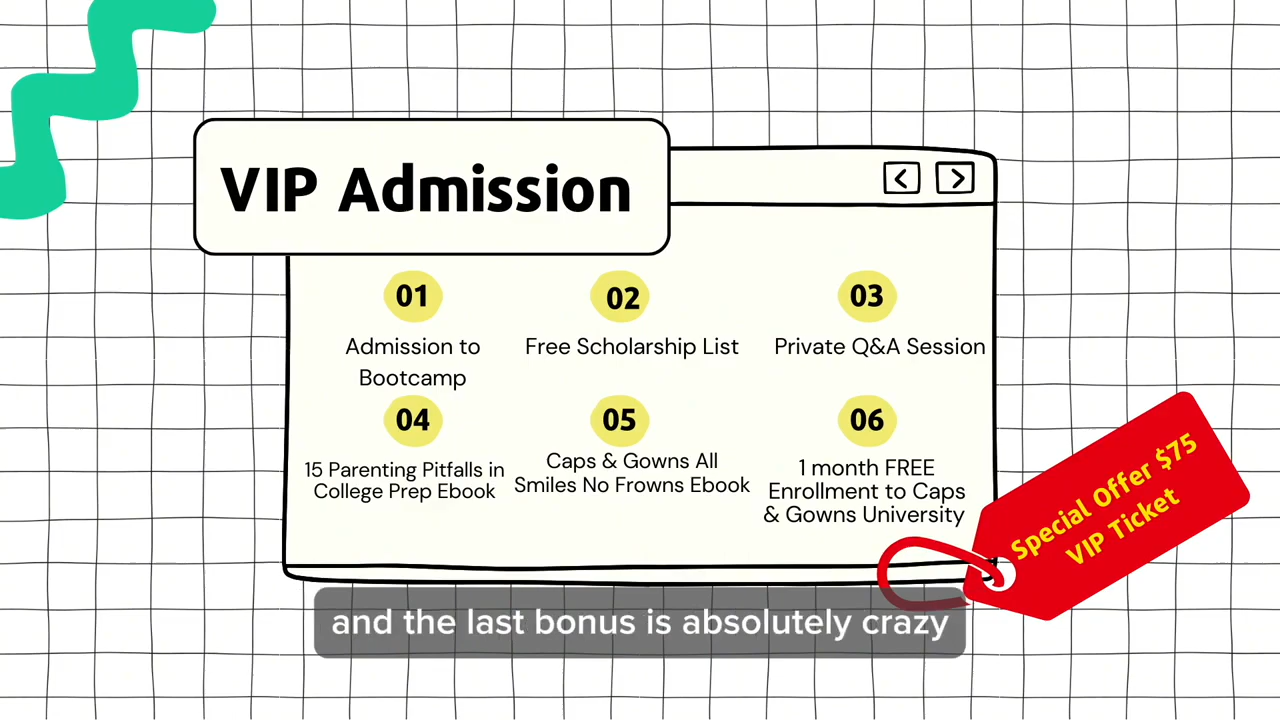 VIP Admission
01
02
03
Admission to
Bootcamp
Free Scholarship List
Private Q&A Session
04
05
06
15 Parenting Pitfalls in
College Prep Ebook
Caps & Gowns All
Smiles No Frowns Ebook
1 month FREE
Enrollment to Caps
& Gowns University
Special Offer $75
VIP Ticket
and the last bonus is absolutely crazy